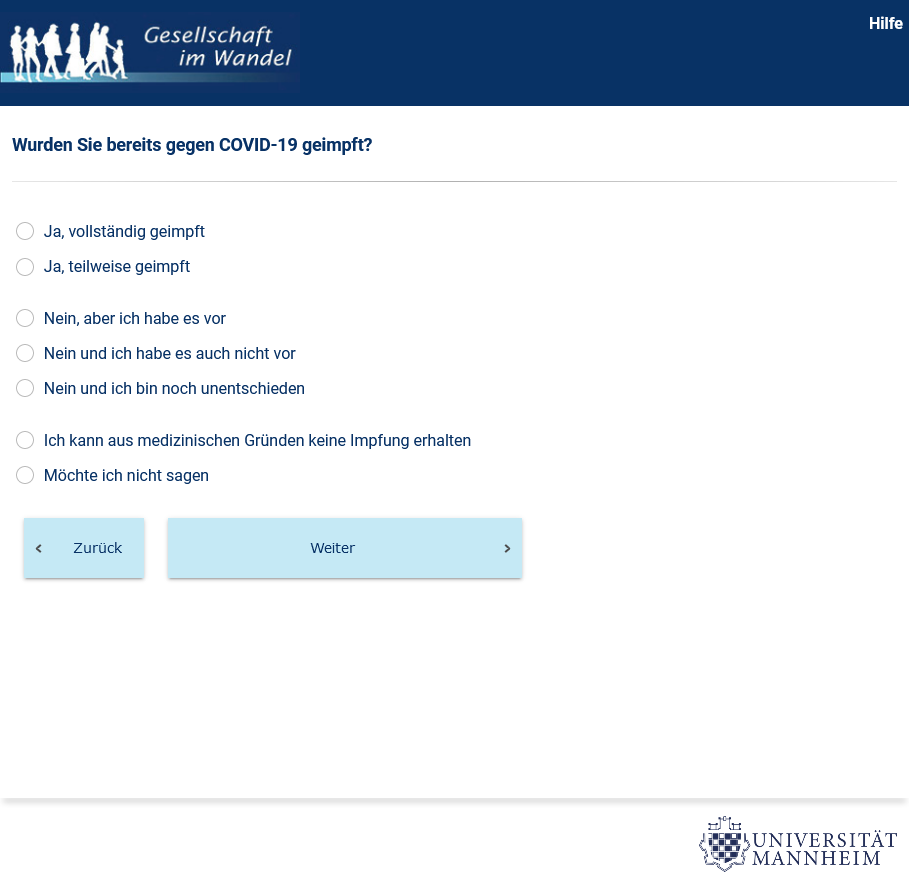 Gesellschaft
im Wandel
Hilfe
Wurden Sie bereits gegen COVID-19 geimpft?
Ja, vollständig geimpft
Ja, teilweise geimpft
Nein, aber ich habe es vor
Nein und ich habe es auch nicht vor
Nein und ich bin noch unentschieden
Ich kann aus medizinischen Gründen keine Impfung erhalten
Möchte ich nicht sagen
Zurück
Weiter
UNIVERSITÄT
MANNHEIM